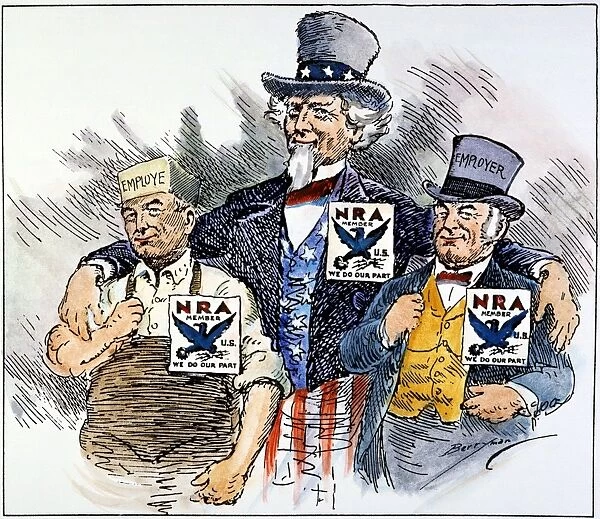 EMPLOYE
EMPLOYER
NRA
MEMBER
U.S.
WE DO OUR PART
NRA
MEMBER
U.S.
WE DO OUR PART
NRA
MEMBER
U.S.
WE DO OUR PART
Berryman